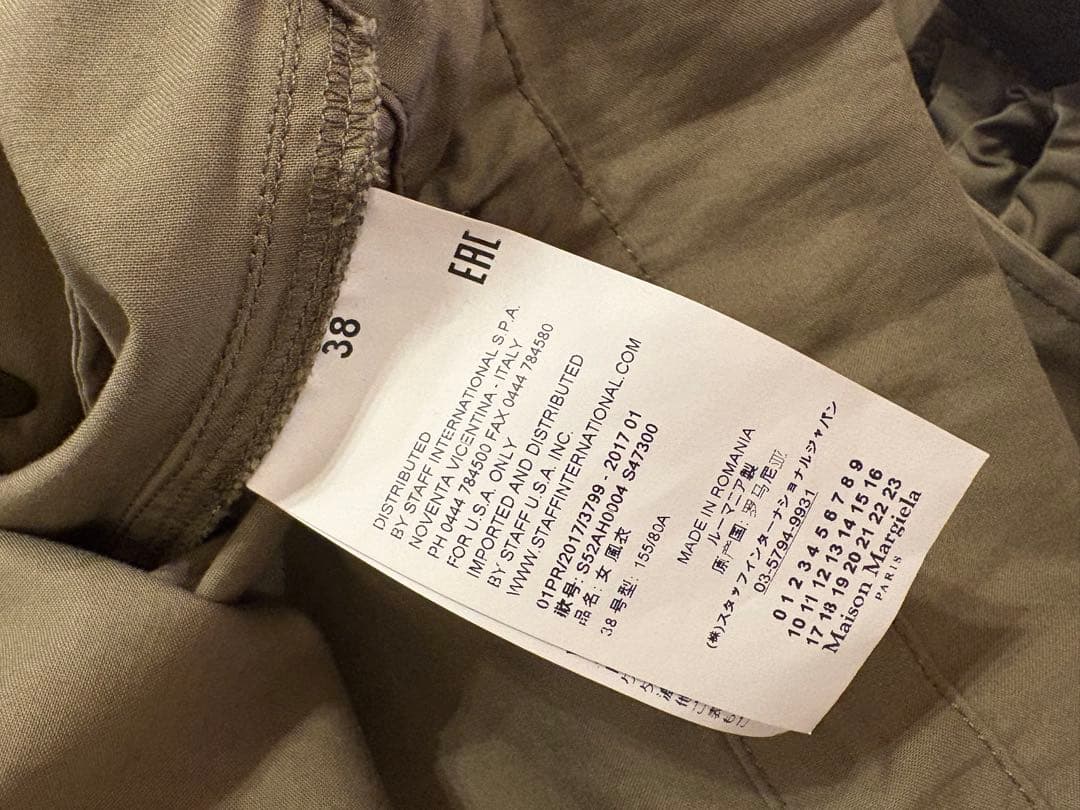 38
EAC
DISTRIBUTED
BY STAFF INTERNATIONAL S.P.A.
NOVENTA VICENTINA - ITALY
PH 0444 784500 FAX 0444 784580
FOR U.S.A. ONLY
IMPORTED AND DISTRIBUTED
BY STAFF U.S.A. INC.
WWW.STAFFINTERNATIONAL.COM
01PR/2017/3799 - 2017 01
款号: S52AH0004 S47300
品名: 女 風衣
38 号型: 155/80A
MADE IN ROMANIA
ルーマニア製
原产国: 罗马尼亚
(株)スタッフインターナショナルジャパン
03-5794-9931
0 1 2 3 4 5 6 7 8 9
10 11 12 13 14 15 16
17 18 19 20 21 22 23
Maison Margiela
PARIS